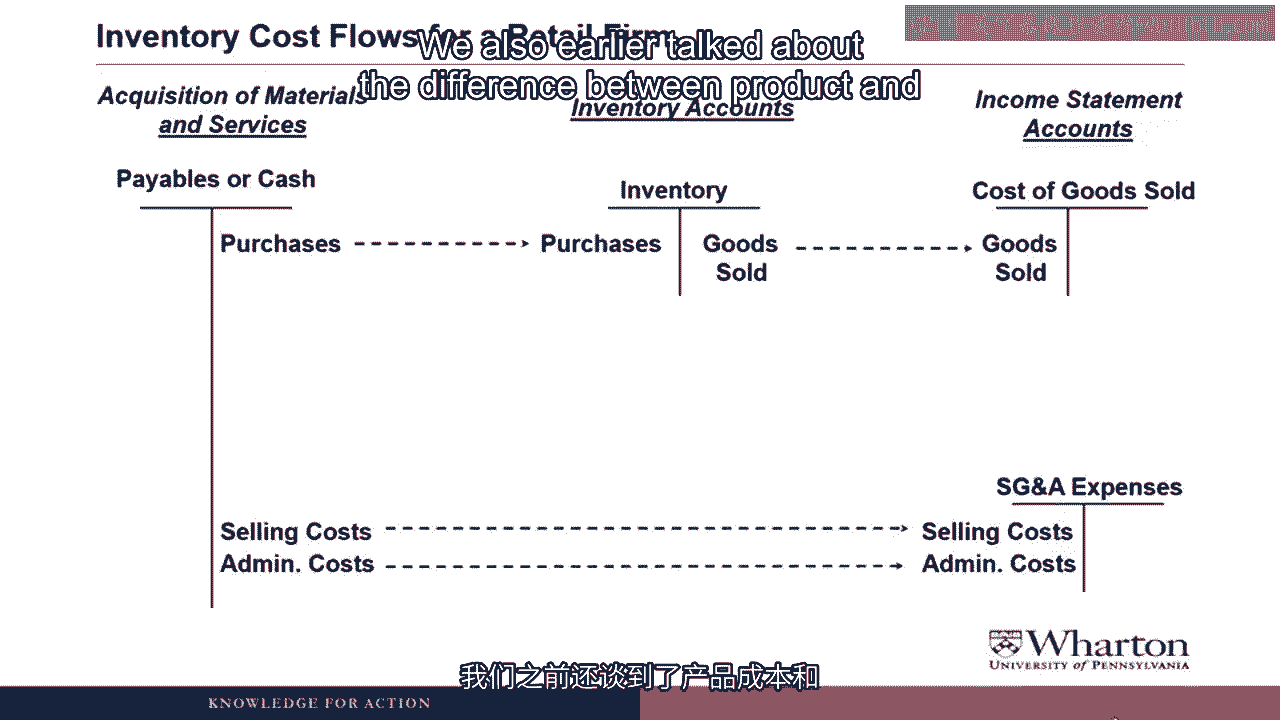 Inventory Cost Flows for a Retail Firm
We also earlier talked about
the difference between product and
Acquisition of Materials
and Services
Inventory Accounts
Income Statement
Accounts
Payables or Cash
Inventory
Cost of Goods Sold
Purchases
Purchases
Goods
Sold
Goods
Sold
SG&A Expenses
Selling Costs
Selling Costs
Admin. Costs
Admin. Costs
Wharton
UNIVERSITY of PENNSYLVANIA
我们之前还谈到了产品成本和
KNOWLEDGE FOR ACTION